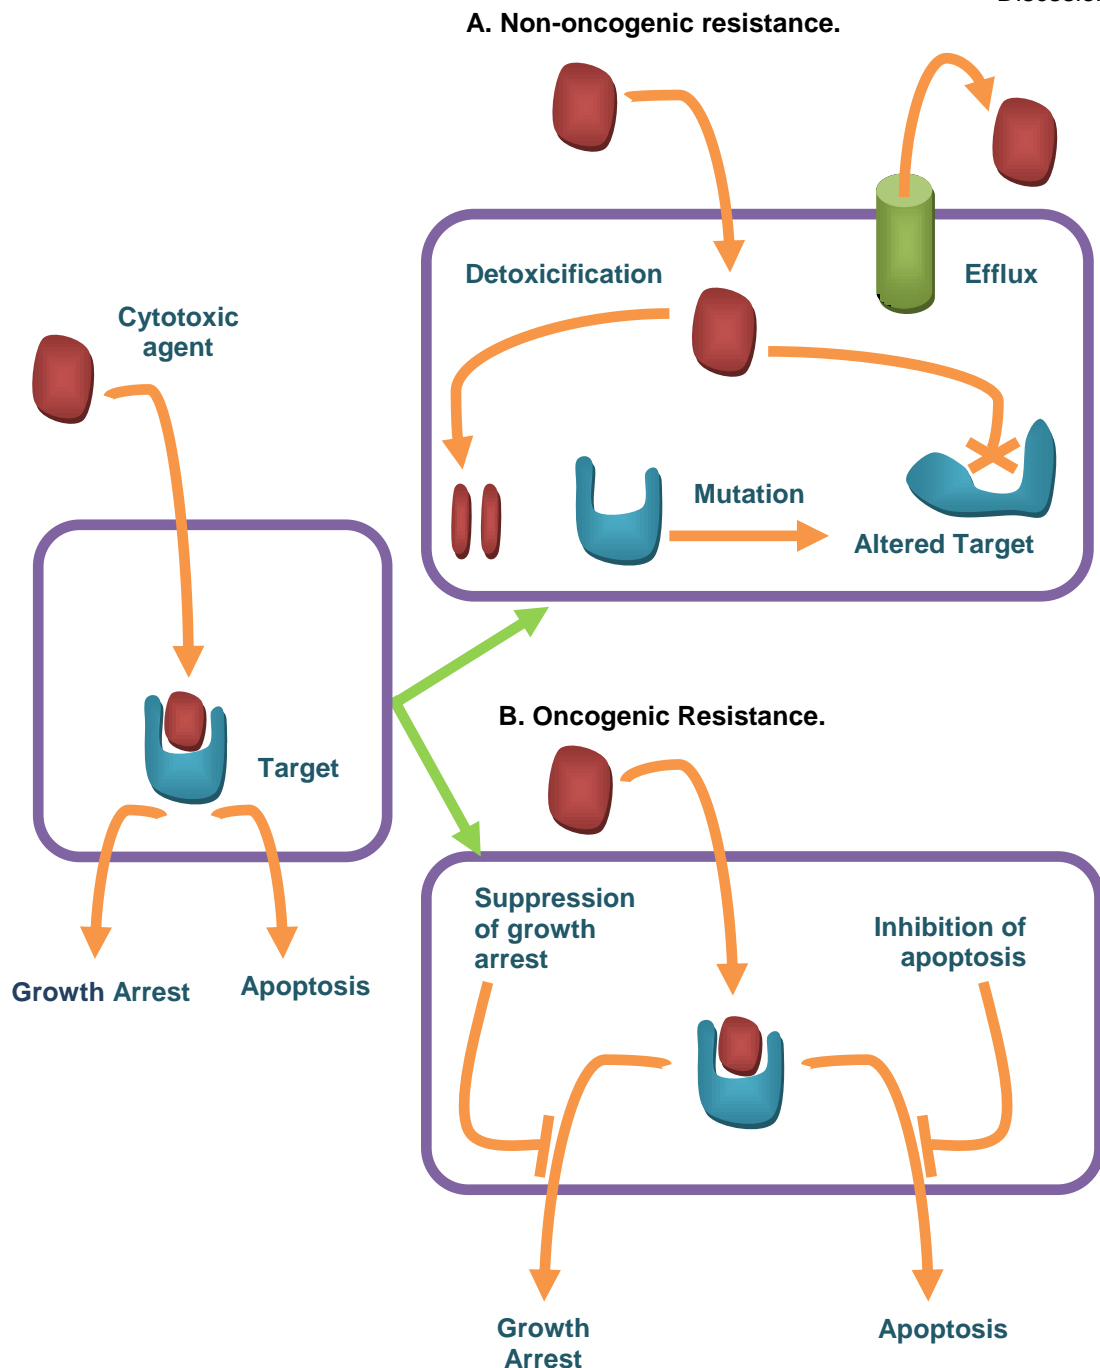 A. Non-oncogenic resistance.
Detoxicification
Efflux
Cytotoxic
agent
Mutation
Altered Target
Target
B. Oncogenic Resistance.
Suppression
of growth
arrest
Inhibition of
apoptosis
Growth Arrest
Apoptosis
Growth
Arrest
Apoptosis